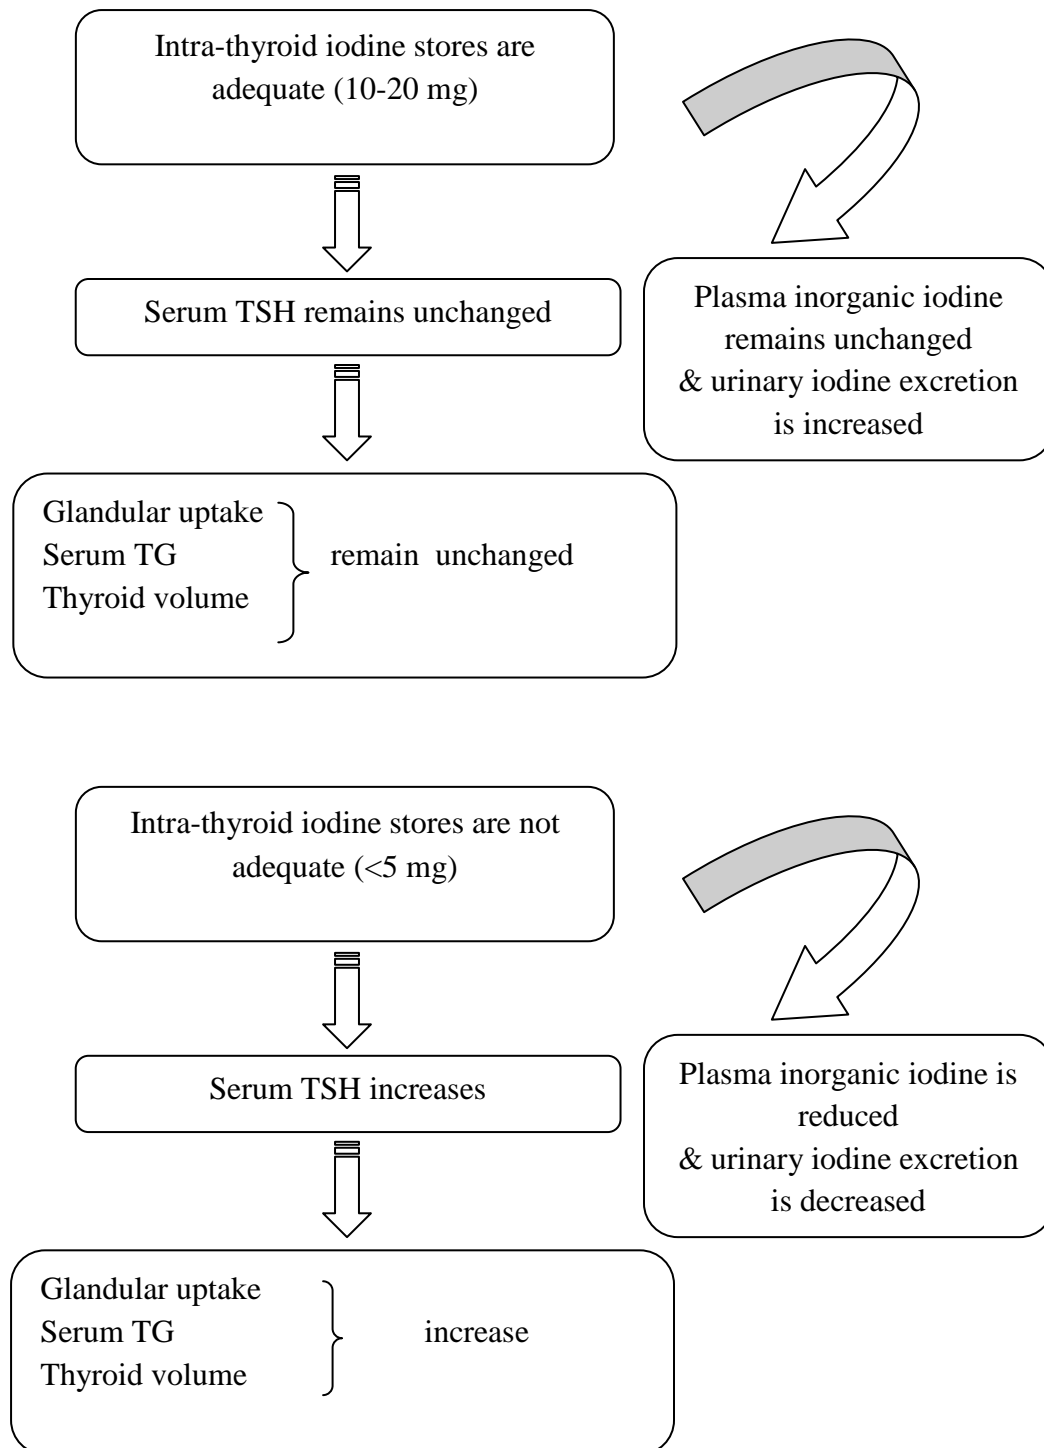 Intra-thyroid iodine stores are
adequate (10-20 mg)
Serum TSH remains unchanged
Plasma inorganic iodine
remains unchanged
& urinary iodine excretion
is increased
Glandular uptake
Serum TG remain unchanged
Thyroid volume
Intra-thyroid iodine stores are not
adequate (<5 mg)
Serum TSH increases
Plasma inorganic iodine is
reduced
& urinary iodine excretion
is decreased
Glandular uptake
Serum TG increase
Thyroid volume